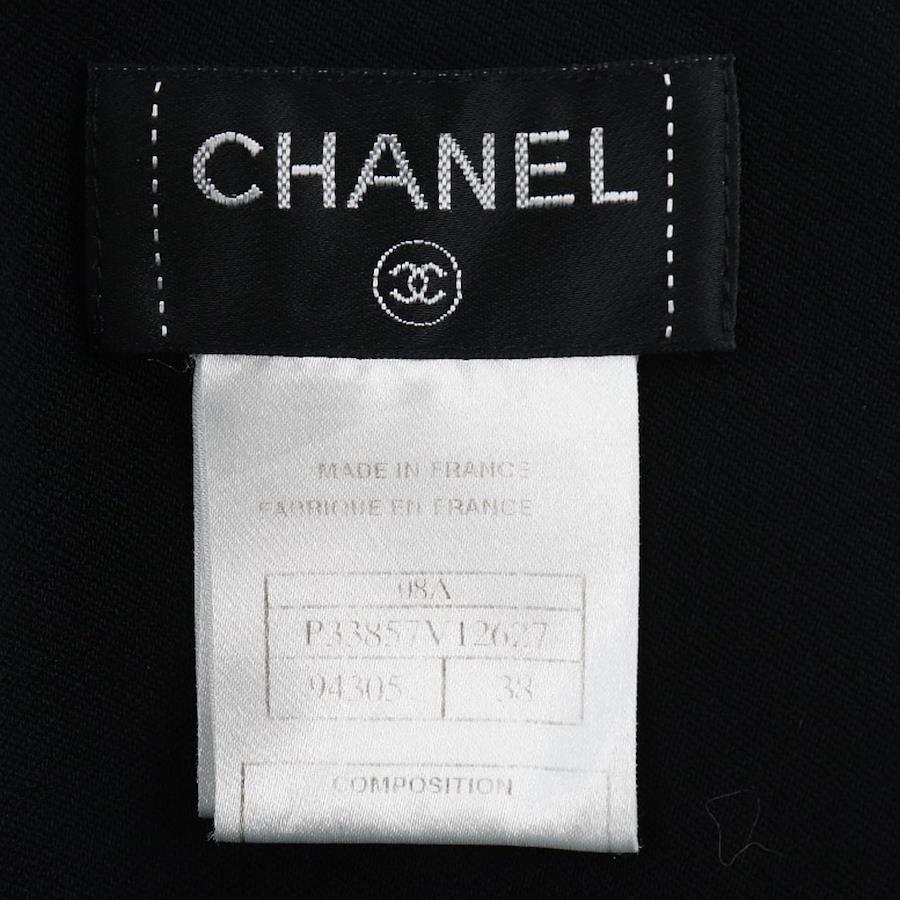 CHANEL
MADE IN FRANCE
FABRIQUE EN FRANCE
08A
P33857V12627
94305 38
COMPOSITION